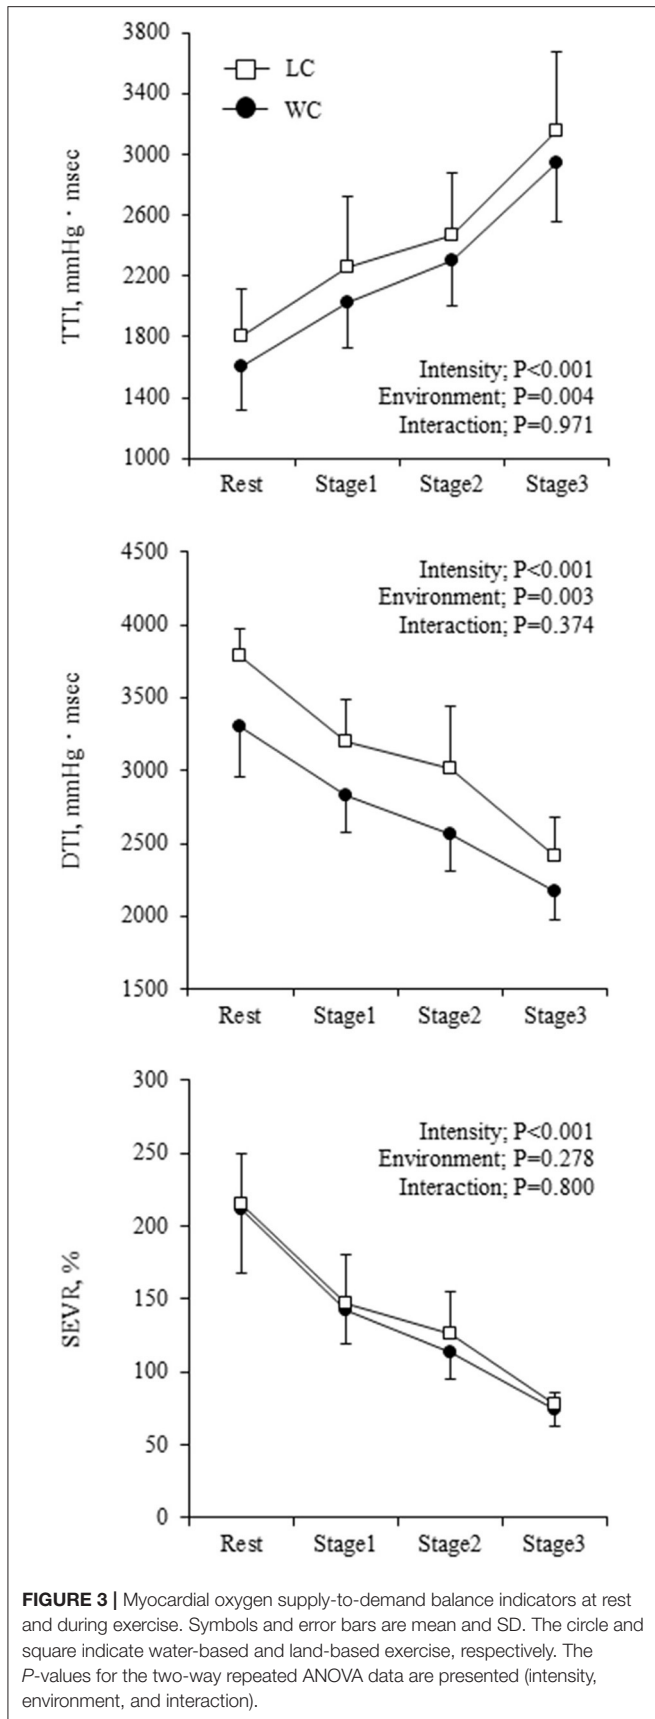 3800
3400
3000
2600
2200
1800
1400
1000
TTI, mmHg・msec
LC
WC
Intensity; P<0.001
Environment; P=0.004
Interaction; P=0.971
Rest Stage1 Stage2 Stage3
4500
4000
3500
3000
2500
2000
1500
DTI, mmHg・msec
Intensity; P<0.001
Environment; P=0.003
Interaction; P=0.374
Rest Stage1 Stage2 Stage3
300
250
200
150
100
50
0
SEVR, %
Intensity; P<0.001
Environment; P=0.278
Interaction; P=0.800
Rest Stage1 Stage2 Stage3
FIGURE 3 | Myocardial oxygen supply-to-demand balance indicators at rest
and during exercise. Symbols and error bars are mean and SD. The circle and
square indicate water-based and land-based exercise, respectively. The
P-values for the two-way repeated ANOVA data are presented (intensity,
environment, and interaction).